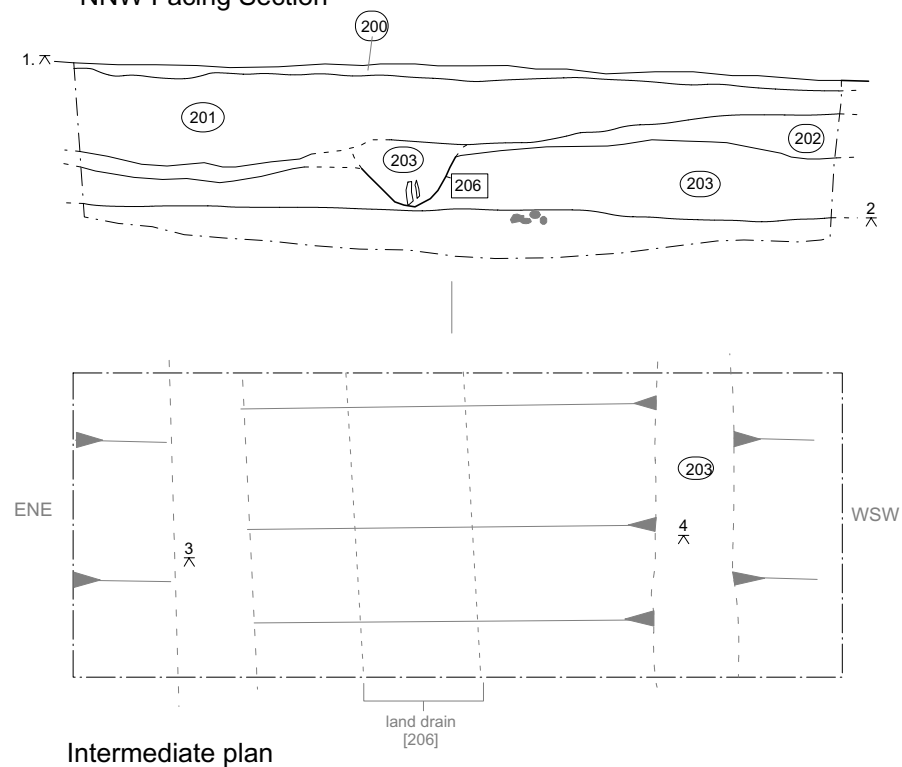 NNW Facing Section
200
1.
201
202
203
206
203
2
ENE
203
WSW
3
4
land drain
[206]
Intermediate plan